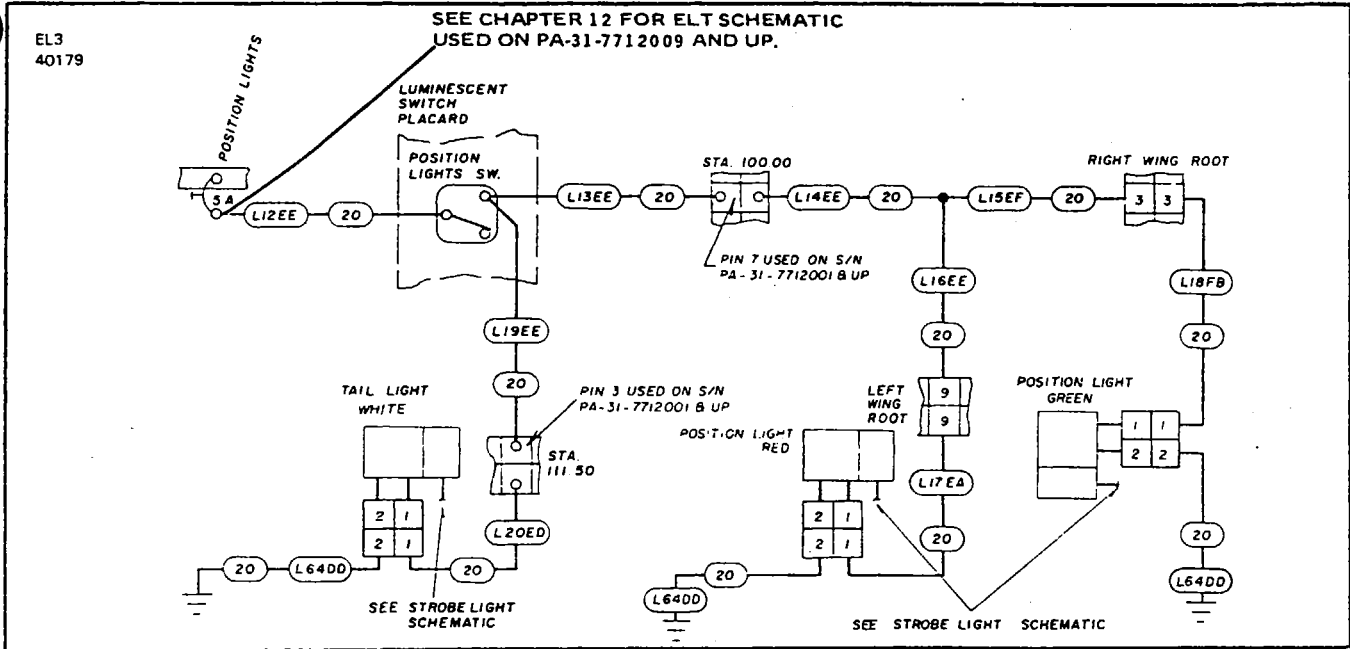 SEE CHAPTER 12 FOR ELT SCHEMATIC
USED ON PA-31-7712009 AND UP.
EL3
40179
POSITION LIGHTS
5 A
L12EE
20
LUMINESCENT
SWITCH
PLACARD
POSITION
LIGHTS SW.
L13EE
20
STA. 100.00
L14EE
20
L15EF
20
RIGHT WING ROOT
3 3
PIN 7 USED ON S/N
PA-31-7712001 & UP
L16EE
20
L18FB
20
L19EE
20
TAIL LIGHT
WHITE
PIN 3 USED ON S/N
PA-31-7712001 & UP
STA.
111.50
LEFT
WING
ROOT
9
9
POSITION LIGHT
GREEN
1 1
2 2
POSITION LIGHT
RED
L17EA
20
2 1
2 1
L20ED
20
2 1
2 1
20
L64DD
20
L64DD
20
L64DD
SEE STROBE LIGHT
SCHEMATIC
SEE STROBE LIGHT SCHEMATIC